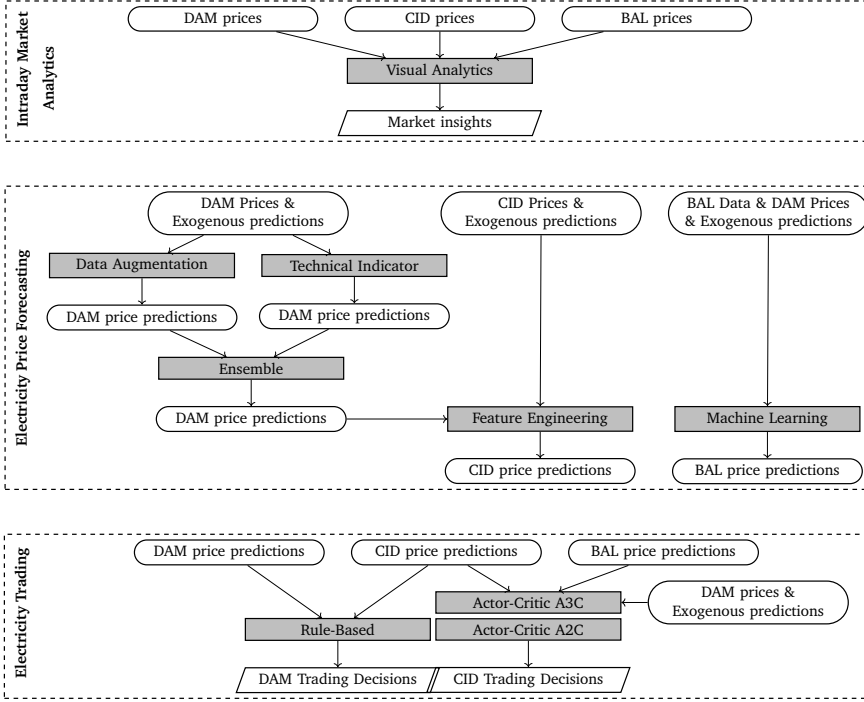 Intraday Market
Analytics
DAM prices
CID prices
BAL prices
Visual Analytics
Market insights
Electricity Price Forecasting
DAM Prices &
Exogenous predictions
CID Prices &
Exogenous predictions
BAL Data & DAM Prices
& Exogenous predictions
Data Augmentation
Technical Indicator
DAM price predictions
DAM price predictions
Ensemble
DAM price predictions
Feature Engineering
Machine Learning
CID price predictions
BAL price predictions
Electricity Trading
DAM price predictions
CID price predictions
BAL price predictions
Actor-Critic A3C
DAM prices &
Exogenous predictions
Rule-Based
Actor-Critic A2C
DAM Trading Decisions
CID Trading Decisions